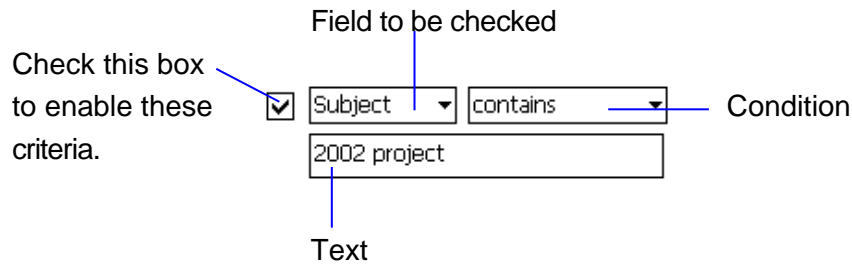 Field to be checked
Check this box
to enable these
criteria.
Subject
contains
Condition
2002 project
Text